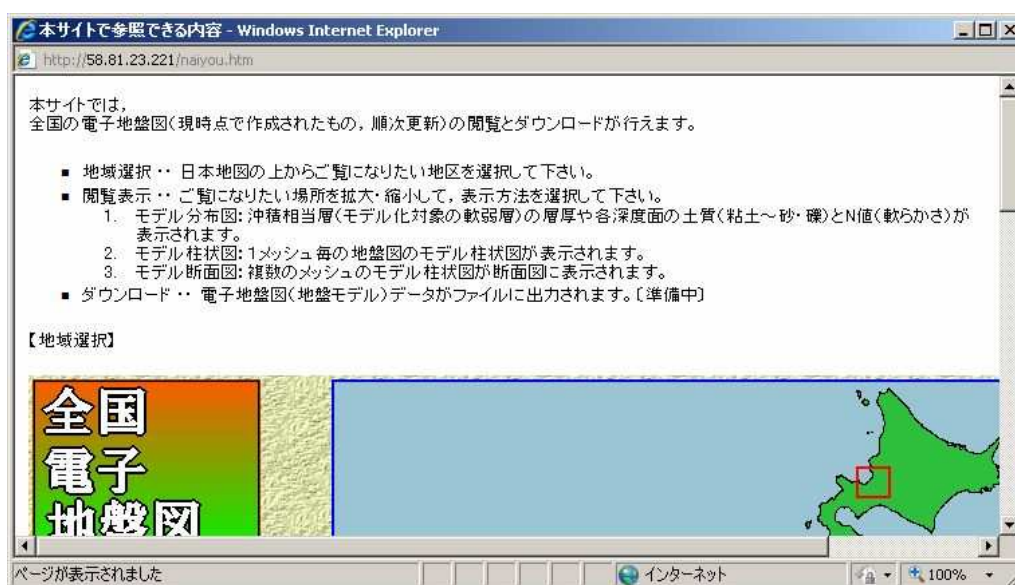 本サイトで参照できる内容 - Windows Internet Explorer
http://58.81.23.221/naiyou.htm
本サイトでは,
全国の電子地盤図(現時点で作成されたもの, 順次更新)の閲覧とダウンロードが行えます。
■ 地域選択・・ 日本地図の上からご覧になりたい地区を選択して下さい。
■ 閲覧表示・・ ご覧になりたい場所を拡大・縮小して, 表示方法を選択して下さい。
1. モデル分布図: 沖積相当層(モデル化対象の軟弱層)の層厚や各深度面の土質(粘土～砂・礫)とN値(軟らかさ)が
表示されます。
2. モデル柱状図: 1メッシュ毎の地盤図のモデル柱状図が表示されます。
3. モデル断面図: 複数のメッシュのモデル柱状図が断面図に表示されます。
■ ダウンロード・・ 電子地盤図(地盤モデル)データがファイルに出力されます。〔準備中〕
【地域選択】
全国
電子
地盤図
ページが表示されました
インターネット
100%